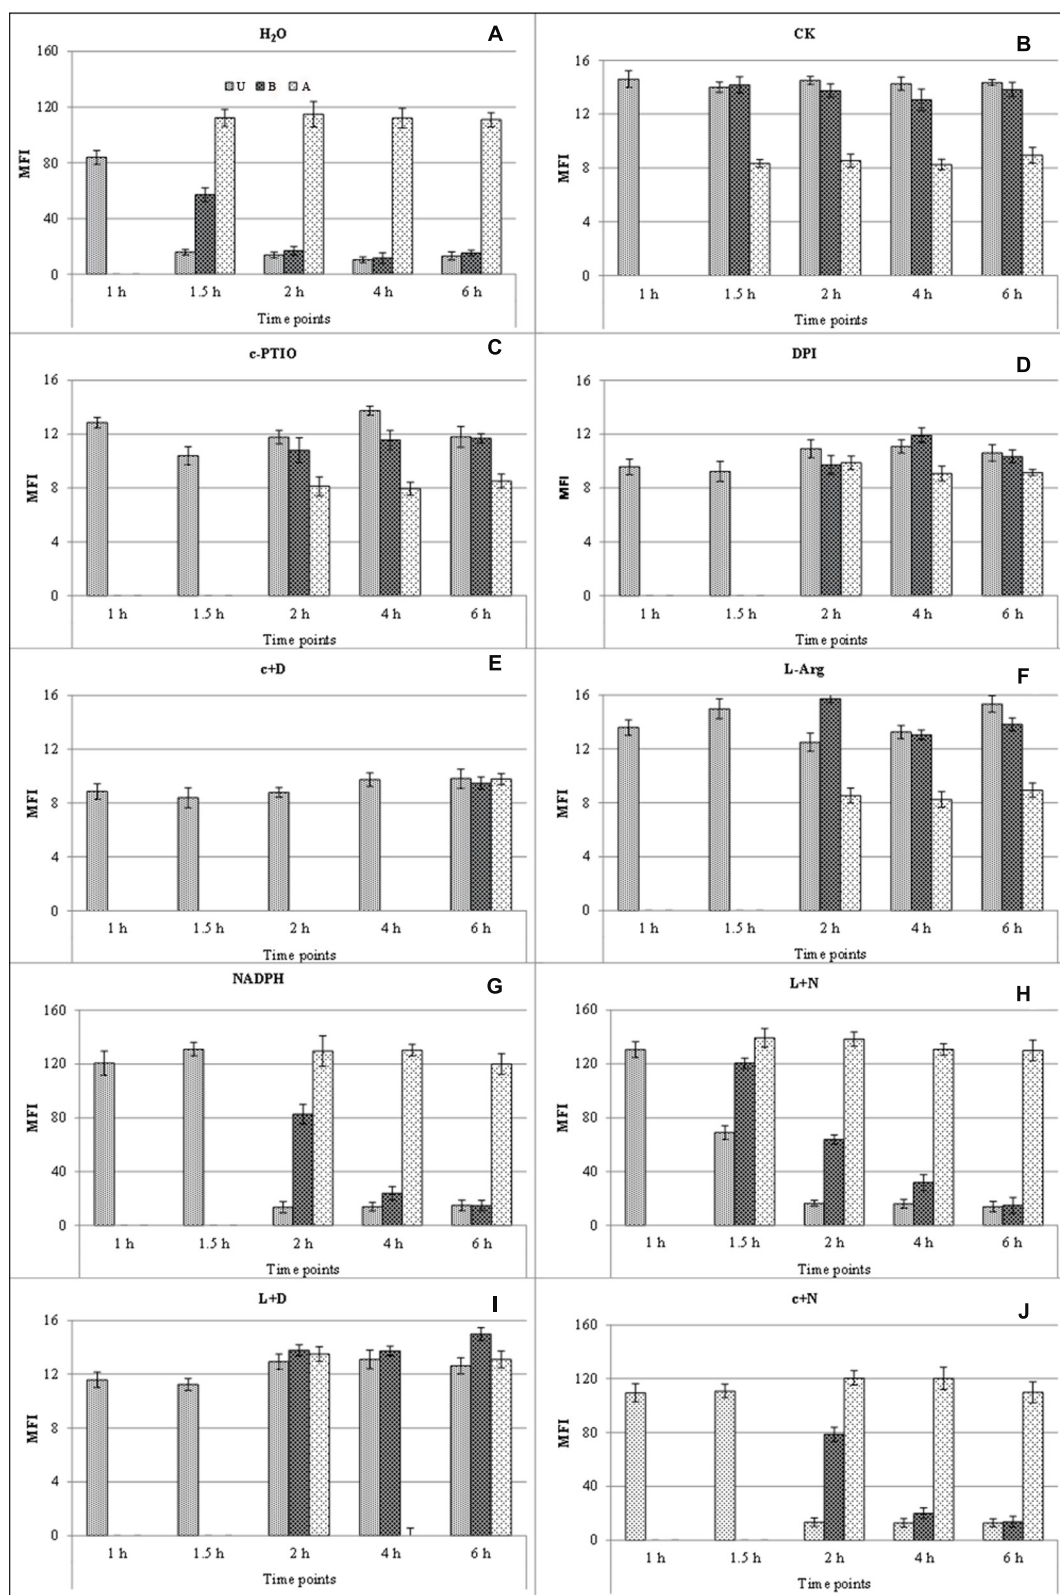 H₂O A
160
120
80
40
0
MFI
U B A
1 h 1.5 h 2 h 4 h 6 h
Time points
CK B
16
12
8
4
0
MFI
1 h 1.5 h 2 h 4 h 6 h
Time points
c-PTIO C
16
12
8
4
0
MFI
1 h 1.5 h 2 h 4 h 6 h
Time points
DPI D
16
12
8
4
0
MFI
1 h 1.5 h 2 h 4 h 6 h
Time points
c+D E
16
12
8
4
0
MFI
1 h 1.5 h 2 h 4 h 6 h
Time points
L-Arg F
16
12
8
4
0
MFI
1 h 1.5 h 2 h 4 h 6 h
Time points
NADPH G
160
120
80
40
0
MFI
1 h 1.5 h 2 h 4 h 6 h
Time points
L+N H
160
120
80
40
0
MFI
1 h 1.5 h 2 h 4 h 6 h
Time points
L+D I
16
12
8
4
0
MFI
1 h 1.5 h 2 h 4 h 6 h
Time points
c+N J
160
120
80
40
0
MFI
1 h 1.5 h 2 h 4 h 6 h
Time points